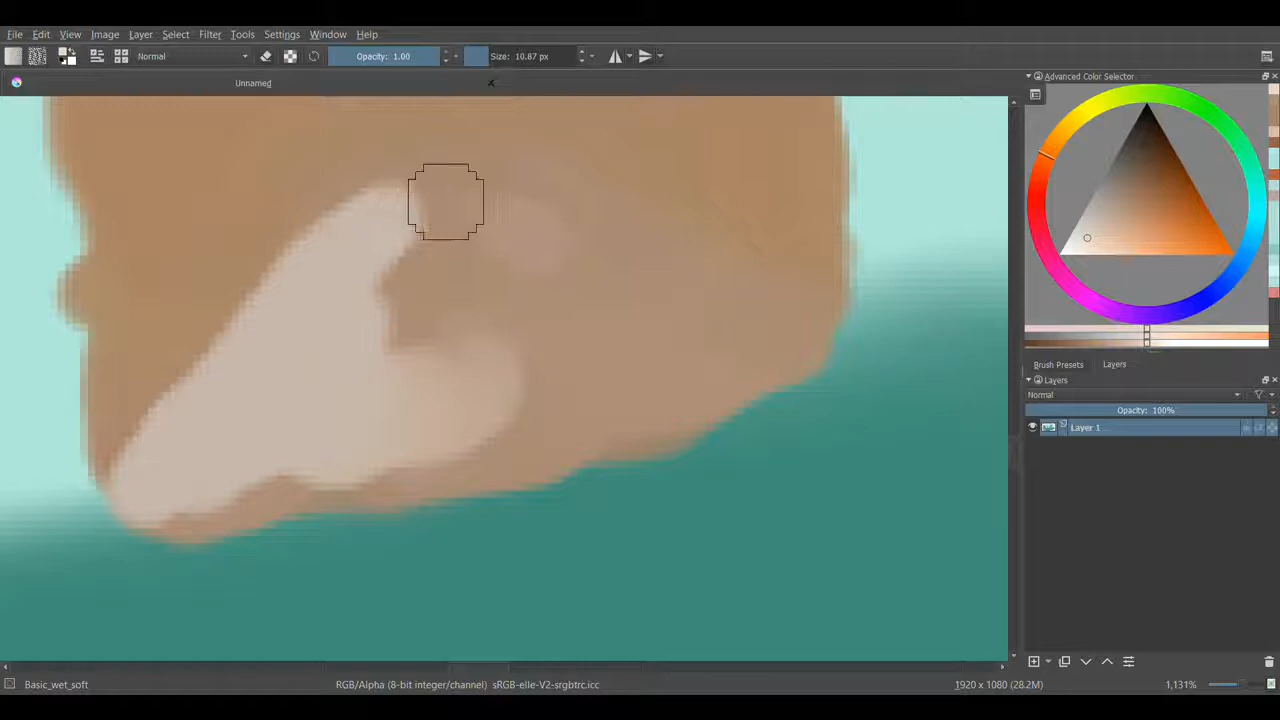 File Edit View Image Layer Select Filter Tools Settings Window Help
Normal Opacity: 1.00 Size: 10.87 px
Unnamed
Advanced Color Selector
Brush Presets Layers
Layers
Normal
Opacity: 100%
Layer 1
Basic_wet_soft RGB/Alpha (8-bit integer/channel) sRGB-elle-V2-srgbtrc.icc 1920 x 1080 (28.2M) 1,131%